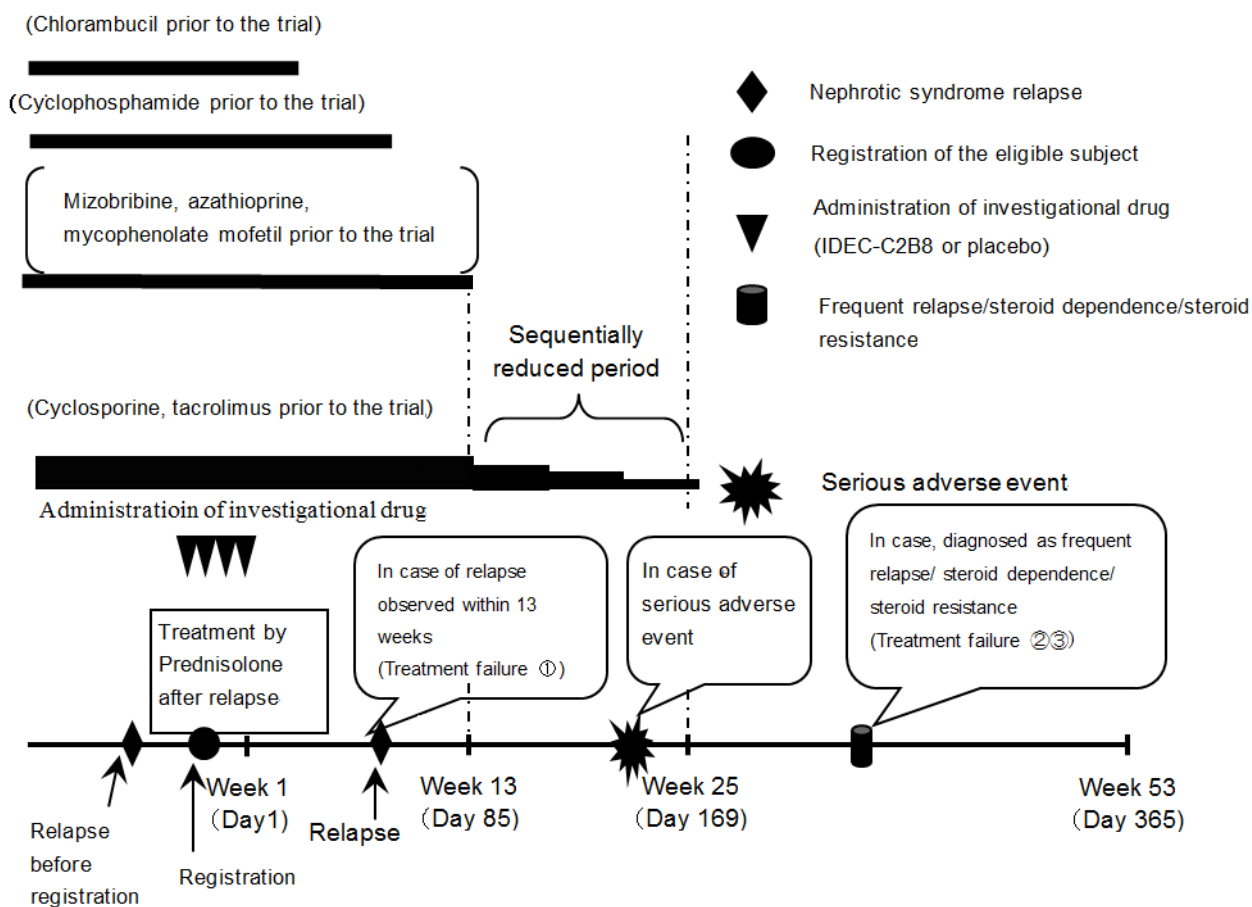 (Chlorambucil prior to the trial)
(Cyclophosphamide prior to the trial)
Mizobribine, azathioprine,
mycophenolate mofetil prior to the trial
Nephrotic syndrome relapse
Registration of the eligible subject
Administration of investigational drug
(IDEC-C2B8 or placebo)
Frequent relapse/steroid dependence/steroid
resistance
Sequentially
reduced period
(Cyclosporine, tacrolimus prior to the trial)
Serious adverse event
Administratioin of investigational drug
Treatment by
Prednisolone
after relapse
In case of relapse
observed within 13
weeks
(Treatment failure ①)
In case of
serious adverse
event
In case, diagnosed as frequent
relapse/ steroid dependence/
steroid resistance
(Treatment failure ②③)
Week 1
(Day1)
Week 13
(Day 85)
Week 25
(Day 169)
Week 53
(Day 365)
Relapse
before
registration
Registration
Relapse